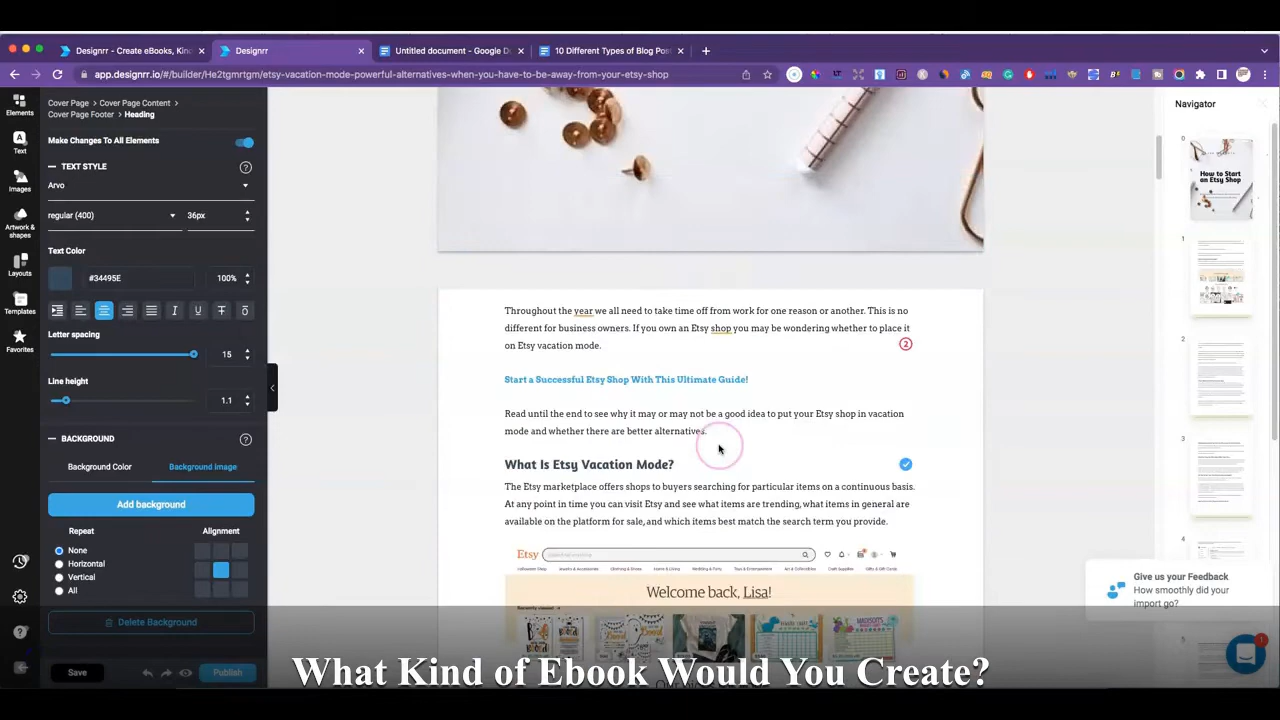 Designrr - Create eBooks, Kin
Designrr
Untitled document - Google D
10 Different Types of Blog Post
app.designrr.io/#/builder/He2tgmrtgm/etsy-vacation-mode-powerful-alternatives-when-you-have-to-be-away-from-your-etsy-shop
Elements
Text
Images
Artwork & shapes
Layouts
Templates
Favorites
Cover Page > Cover Page Content >
Cover Page Footer > Heading
Make Changes To All Elements
TEXT STYLE
Arvo
regular (400)
36px
Text Color
#34495E
100%
Letter spacing
15
Line height
1.1
BACKGROUND
Background Color
Background Image
Add background
Repeat
Alignment
None
Horizontal
Vertical
All
Delete Background
Save
Publish
Throughout the year we all need to take time off from work for one reason or another. This is no
different for business owners. If you own an Etsy shop you may be wondering whether to place it
on Etsy vacation mode.
2
Start a Successful Etsy Shop With This Ultimate Guide!
Read until the end to see why it may or may not be a good idea to put your Etsy shop in vacation
mode and whether there are better alternatives.
What Is Etsy Vacation Mode?
The Etsy marketplace offers shops to buyers searching for particular items on a continuous basis.
At any point in time you can visit Etsy and see what items are trending, what items in general are
available on the platform for sale, and which items best match the search term you provide.
Etsy
Welcome back, Lisa!
Navigator
0
How to Start
an Etsy Shop
1
2
3
4
5
Give us your Feedback
How smoothly did your
import go?
1
What Kind of Ebook Would You Create?